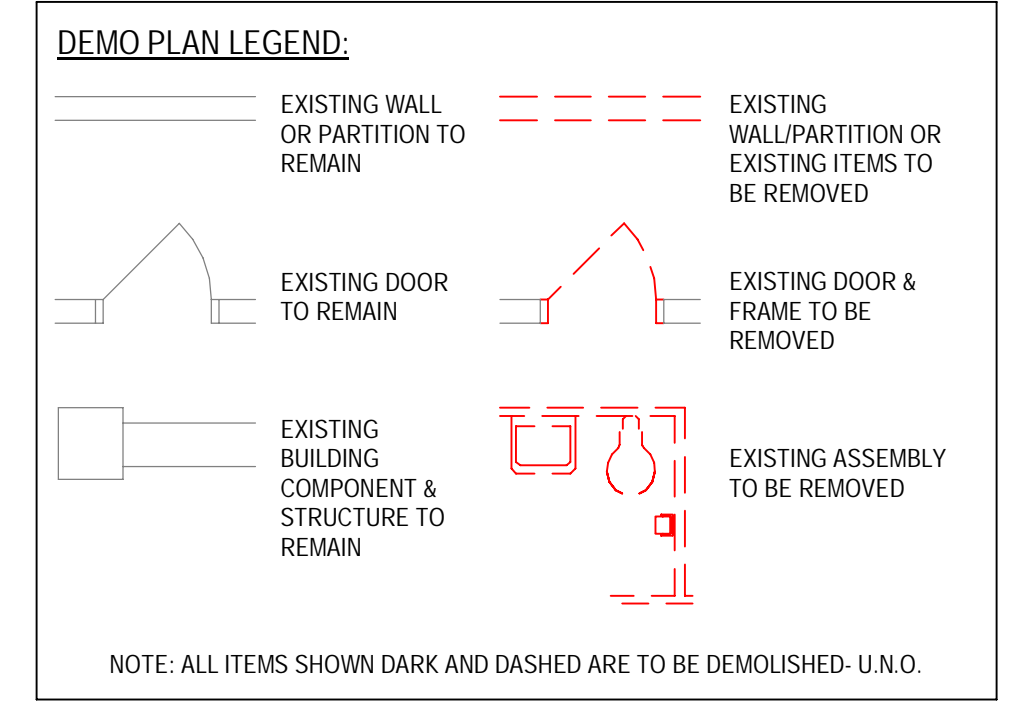 DEMO PLAN LEGEND:
EXISTING WALL
OR PARTITION TO
REMAIN
EXISTING
WALL/PARTITION OR
EXISTING ITEMS TO
BE REMOVED
EXISTING DOOR
TO REMAIN
EXISTING DOOR &
FRAME TO BE
REMOVED
EXISTING
BUILDING
COMPONENT &
STRUCTURE TO
REMAIN
EXISTING ASSEMBLY
TO BE REMOVED
NOTE: ALL ITEMS SHOWN DARK AND DASHED ARE TO BE DEMOLISHED- U.N.O.